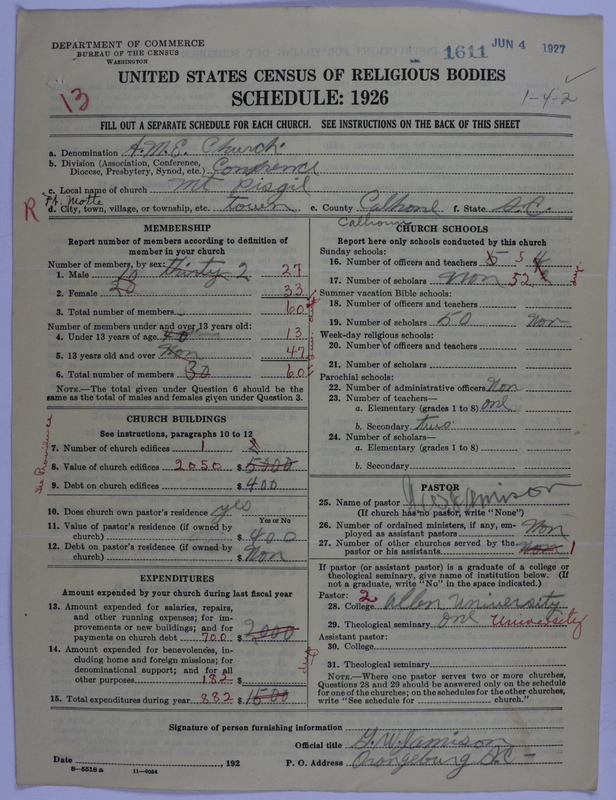 DEPARTMENT OF COMMERCE
BUREAU OF THE CENSUS
WASHINGTON
1611 JUN 4 1927
UNITED STATES CENSUS OF RELIGIOUS BODIES
SCHEDULE: 1926
13
1-4-2
FILL OUT A SEPARATE SCHEDULE FOR EACH CHURCH. SEE INSTRUCTIONS ON THE BACK OF THIS SHEET
a. Denomination A.M.E. Church
b. Division (Association, Conference, Diocese, Presbytery, Synod, etc.) Conference
c. Local name of church Mt Pisgil
R Ft. Motte
d. City, town, village, or township, etc. town e. County Calhone f. State S.C.
Calhoun
MEMBERSHIP
Report number of members according to definition of member in your church
Number of members, by sex:
1. Male thirty 2 27
2. Female 20 33
3. Total number of members 60
Number of members under and over 13 years old:
4. Under 13 years of age 13
5. 13 years old and over Non 47
6. Total number of members 30 60
NOTE.—The total given under Question 6 should be the same as the total of males and females given under Question 3.
CHURCH BUILDINGS
See instructions, paragraphs 10 to 12
7. Number of church edifices 1
8. Value of church edifices 2050 $ 5000
9. Debt on church edifices $ 400
10. Does church own pastor's residence? yes
Yes or No
11. Value of pastor's residence (if owned by church) $ 400
12. Debt on pastor's residence (if owned by church) $ Non
EXPENDITURES
Amount expended by your church during last fiscal year
13. Amount expended for salaries, repairs, and other running expenses; for improvements or new buildings; and for payments on church debt 700 $ 2000
14. Amount expended for benevolences, including home and foreign missions; for denominational support; and for all other purposes 182 $
15. Total expenditures during year 882 $ 1500
CHURCH SCHOOLS
Report here only schools conducted by this church
Sunday schools:
16. Number of officers and teachers 5
17. Number of scholars Non 52
Summer vacation Bible schools:
18. Number of officers and teachers
19. Number of scholars 50 Non
Week-day religious schools:
20. Number of officers and teachers
21. Number of scholars
Parochial schools:
22. Number of administrative officers Non
23. Number of teachers—
a. Elementary (grades 1 to 8) one
b. Secondary two
24. Number of scholars—
a. Elementary (grades 1 to 8)
b. Secondary
PASTOR
25. Name of pastor Jamison
(If church has no pastor, write "None")
26. Number of ordained ministers, if any, employed as assistant pastors Non
27. Number of other churches served by the pastor or his assistants Non 1
If pastor (or assistant pastor) is a graduate of a college or theological seminary, give name of institution below. (If not a graduate, write "No" in the space indicated.)
Pastor: 2
28. College Allen University
29. Theological seminary one University
Assistant pastor:
30. College
31. Theological seminary
NOTE.—Where one pastor serves two or more churches, Questions 28 and 29 should be answered only on the schedule for one of the churches; on the schedules for the other churches, write "See schedule for church."
Signature of person furnishing information
Official title G. W. Jamison
Date , 192 P. O. Address Orangeburg S.C.
8—5518 a 11—9054